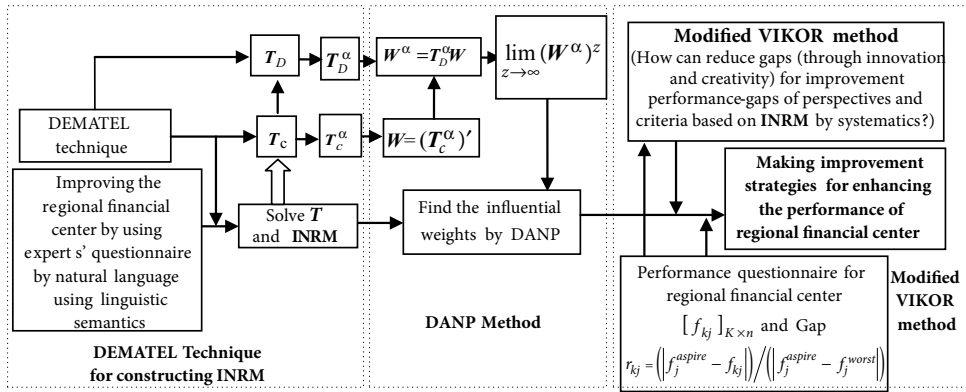 DEMATEL
technique
Improving the
regional financial
center by using
expert s' questionnaire
by natural language
using linguistic
semantics
T_D
T_D^α
T_c
T_c^α
Solve T
and INRM
DEMATEL Technique
for constructing INRM
W^α = T_D^α W
lim (W^α)^z
z→∞
W = (T_c^α)′
Find the influential
weights by DANP
DANP Method
Modified VIKOR method
(How can reduce gaps (through innovation
and creativity) for improvement
performance-gaps of perspectives and
criteria based on INRM by systematics?)
Making improvement
strategies for enhancing
the performance of
regional financial center
Performance questionnaire for
regional financial center
[f_kj]_K×n and Gap
r_kj = (|f_j^aspire − f_kj|)/(|f_j^aspire − f_j^worst|)
Modified
VIKOR
method